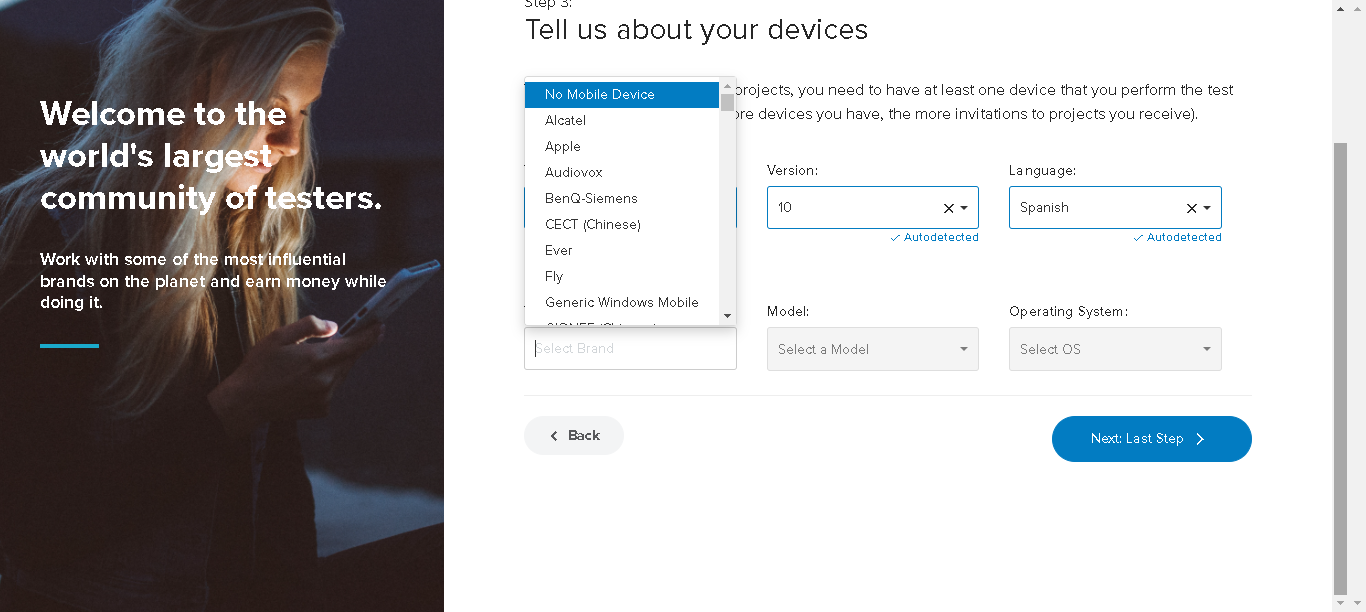 Step 3:
Tell us about your devices
Welcome to the
world's largest
community of testers.
Work with some of the most influential
brands on the planet and earn money while
doing it.
projects, you need to have at least one device that you perform the test
ore devices you have, the more invitations to projects you receive).
No Mobile Device
Alcatel
Apple
Audiovox
BenQ-Siemens
CECT (Chinese)
Ever
Fly
Generic Windows Mobile
Version:
10
Autodetected
Language:
Spanish
Autodetected
Select Brand
Model:
Select a Model
Operating System:
Select OS
Back
Next: Last Step